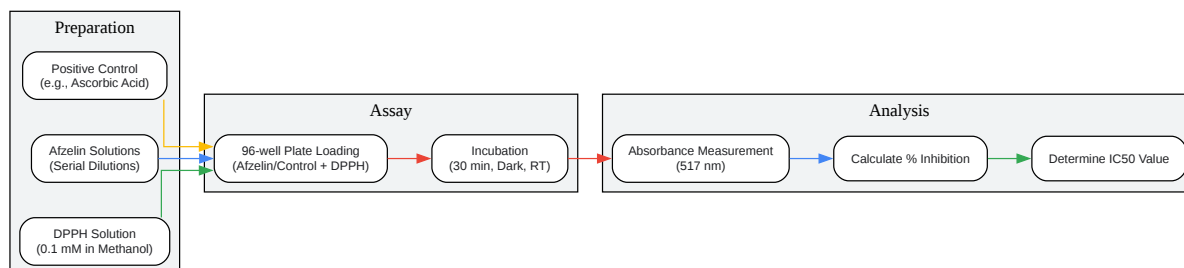 Preparation
Positive Control
(e.g., Ascorbic Acid)
Afzelin Solutions
(Serial Dilutions)
DPPH Solution
(0.1 mM in Methanol)
Assay
96-well Plate Loading
(Afzelin/Control + DPPH)
Incubation
(30 min, Dark, RT)
Analysis
Absorbance Measurement
(517 nm)
Calculate % Inhibition
Determine IC50 Value